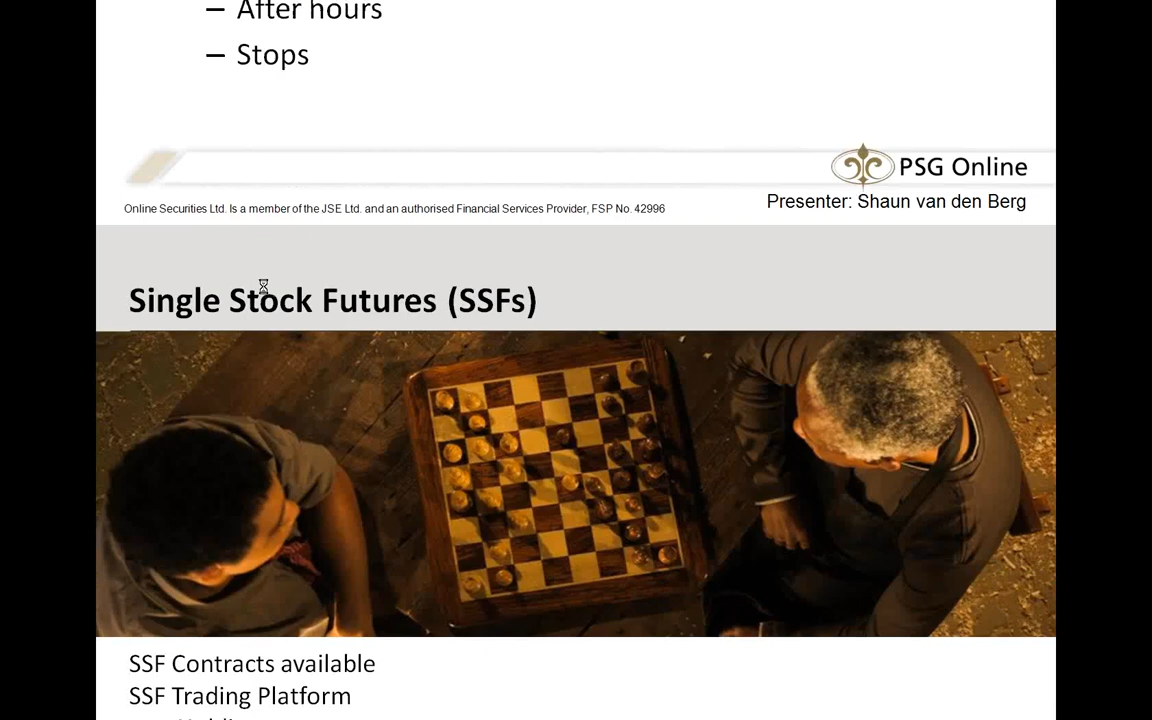 – After hours
– Stops
PSG Online
Online Securities Ltd. Is a member of the JSE Ltd. and an authorised Financial Services Provider, FSP No. 42996
Presenter: Shaun van den Berg
Single Stock Futures (SSFs)
SSF Contracts available
SSF Trading Platform